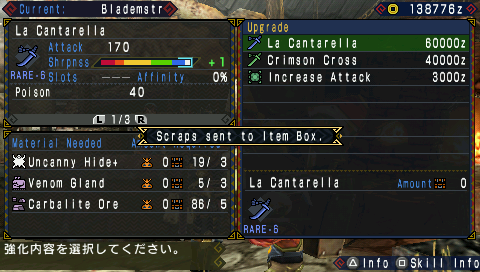 Current: Blademstr
138776z
La Cantarella
Attack 170
Shrpnss +1
RARE-6 Slots --- Affinity 0%
Poison 40
L 1/3 R
Upgrade
La Cantarella 60000z
Crimson Cross 40000z
Increase Attack 3000z
Scraps sent to Item Box.
Material Needed
Uncanny Hide+ 0 19/ 3
Venom Gland 0 5/ 3
Carbalite Ore 0 86/ 5
La Cantarella Amount 0
RARE-6
強化内容を選択してください。
Info Skill Info